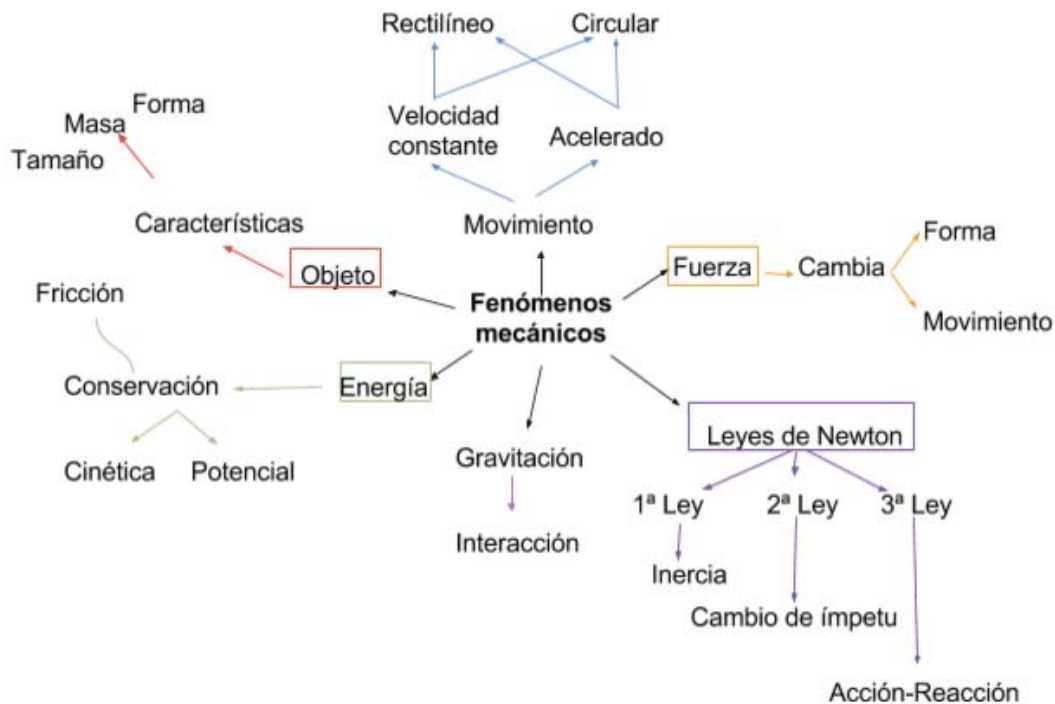 Rectilíneo
Circular
Forma
Masa
Tamaño
Velocidad
constante
Acelerado
Características
Movimiento
Objeto
Fuerza
Cambia
Forma
Movimiento
Fricción
Fenómenos
mecánicos
Conservación
Energía
Cinética
Potencial
Gravitación
Interacción
Leyes de Newton
1ª Ley
2ª Ley
3ª Ley
Inercia
Cambio de ímpetu
Acción-Reacción